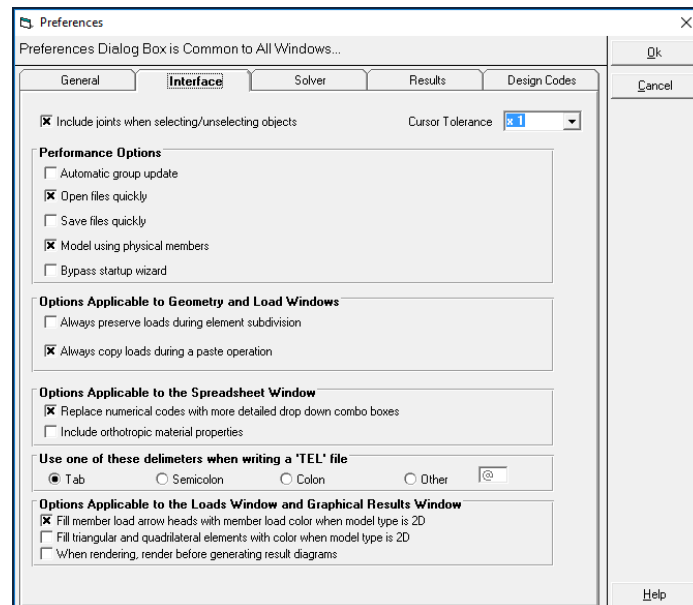 Preferences
Preferences Dialog Box is Common to All Windows...
Ok
General Interface Solver Results Design Codes
Cancel
Include joints when selecting/unselecting objects Cursor Tolerance x 1
Performance Options
Automatic group update
Open files quickly
Save files quickly
Model using physical members
Bypass startup wizard
Options Applicable to Geometry and Load Windows
Always preserve loads during element subdivision
Always copy loads during a paste operation
Options Applicable to the Spreadsheet Window
Replace numerical codes with more detailed drop down combo boxes
Include orthotropic material properties
Use one of these delimeters when writing a 'TEL' file
Tab Semicolon Colon Other @
Options Applicable to the Loads Window and Graphical Results Window
Fill member load arrow heads with member load color when model type is 2D
Fill triangular and quadrilateral elements with color when model type is 2D
When rendering, render before generating result diagrams
Help